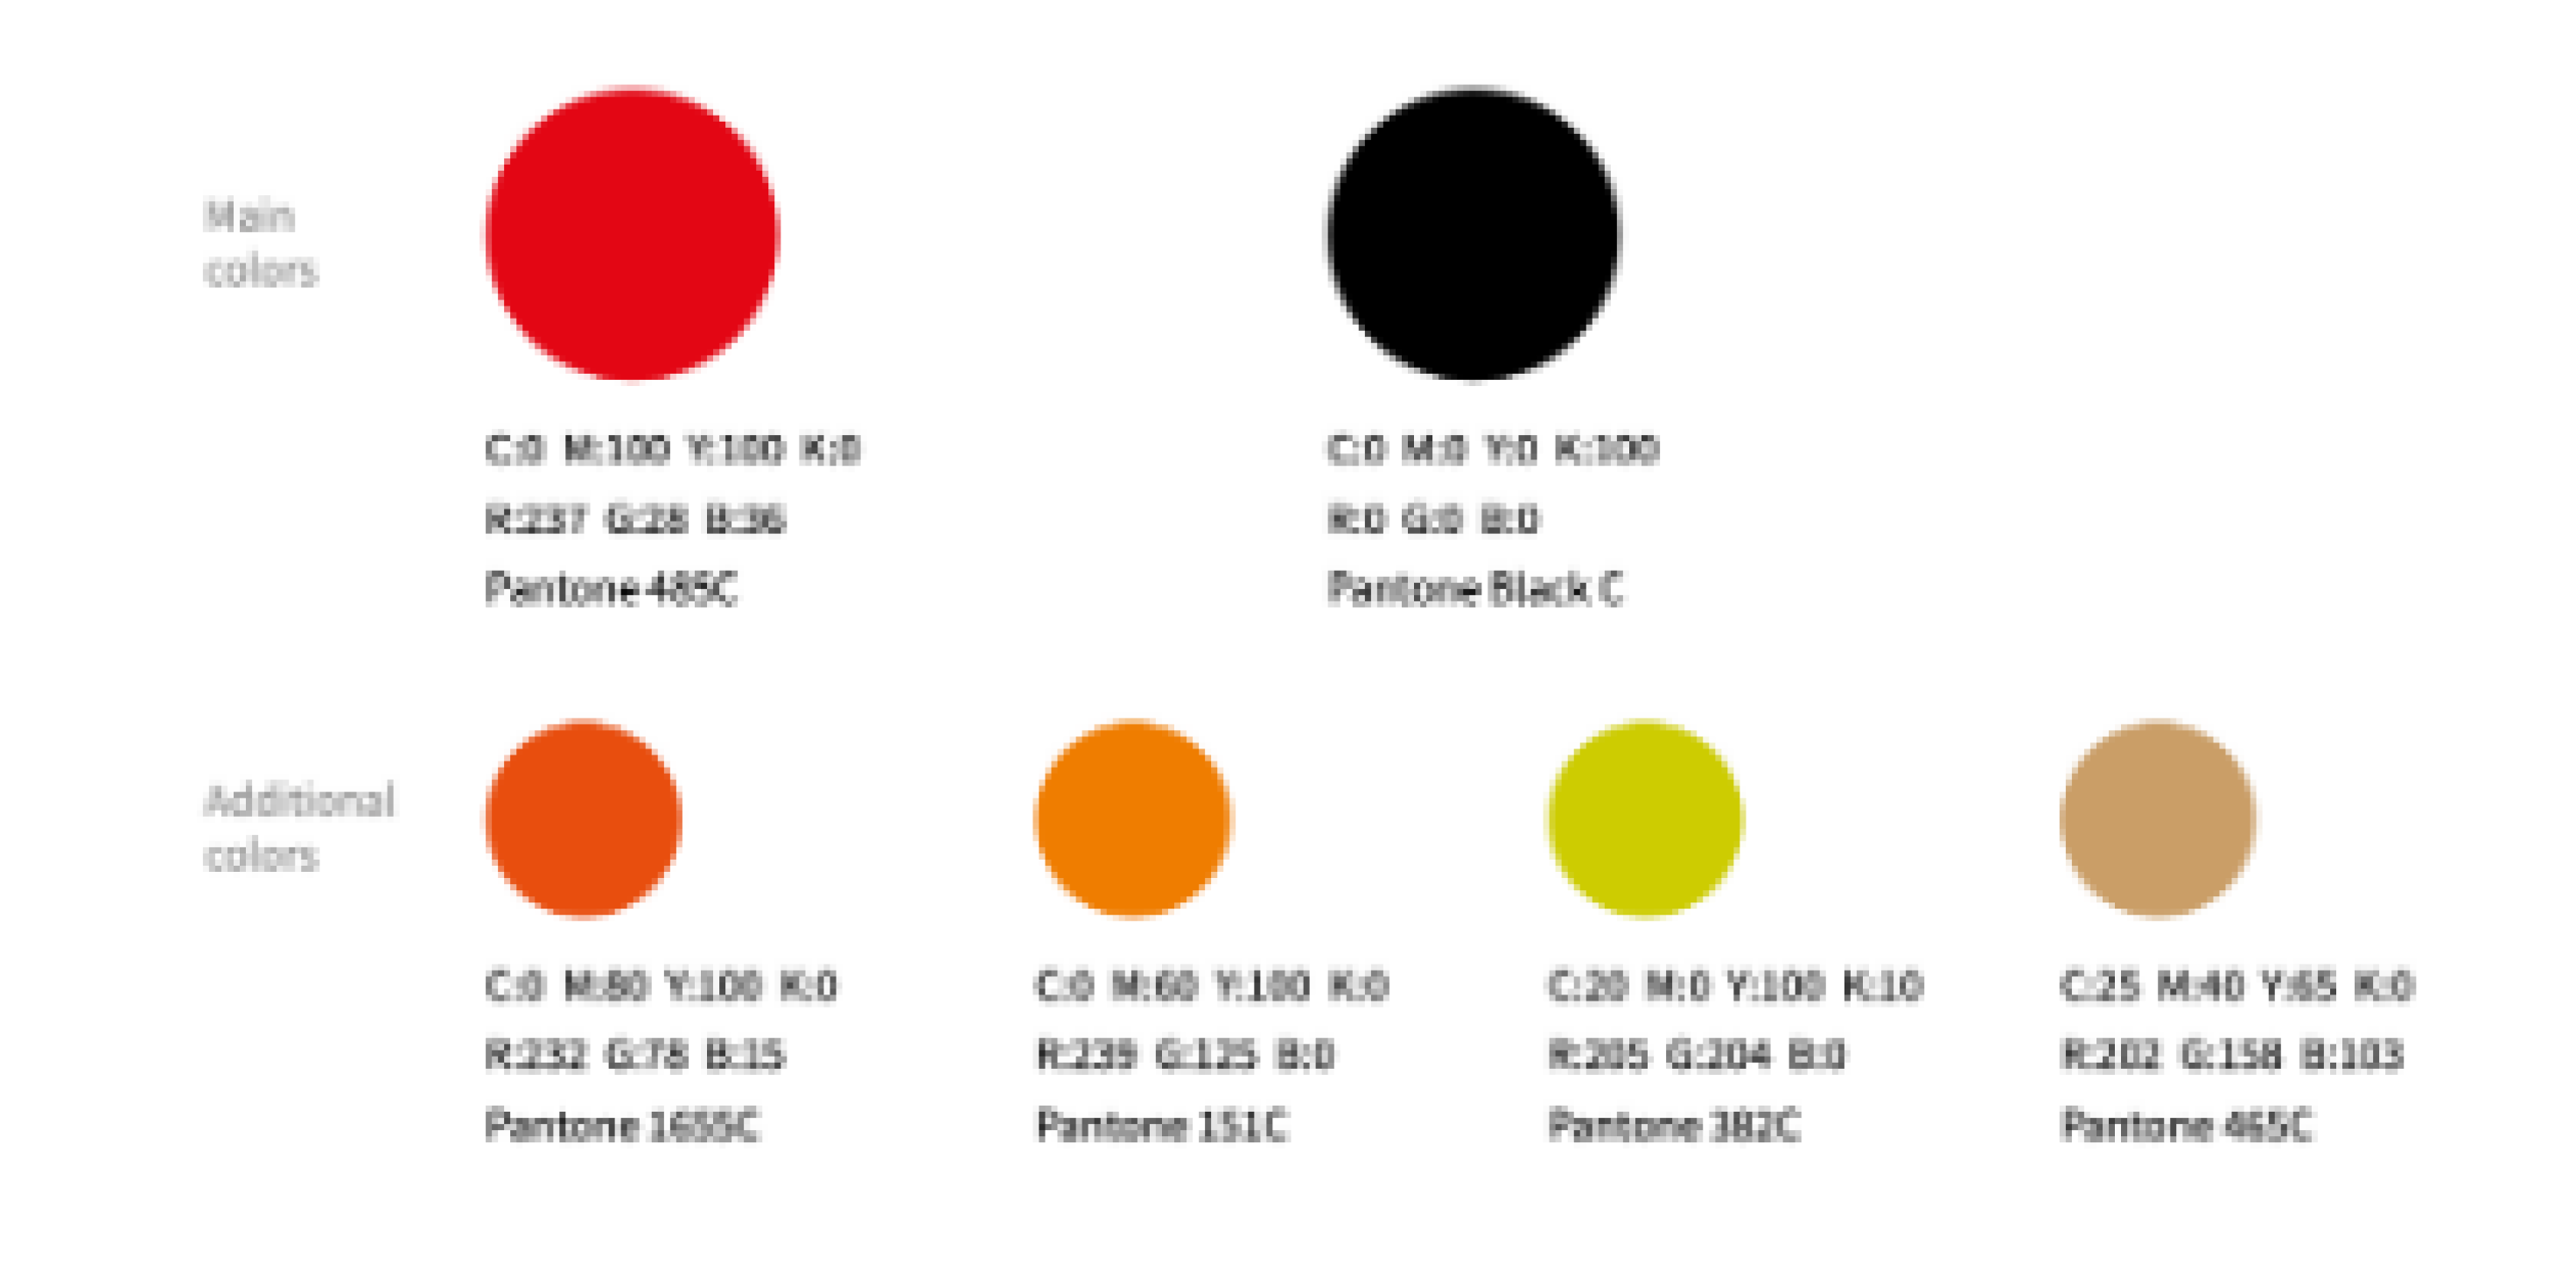 Main
colors
C:0 M:100 Y:100 K:0
R:237 G:28 B:36
Pantone 485C
C:0 M:0 Y:0 K:100
R:0 G:0 B:0
Pantone Black C
Additional
colors
C:0 M:80 Y:100 K:0
R:232 G:78 B:15
Pantone 1655C
C:0 M:60 Y:100 K:0
R:239 G:125 B:0
Pantone 151C
C:20 M:0 Y:100 K:10
R:205 G:204 B:0
Pantone 382C
C:25 M:40 Y:65 K:0
R:202 G:158 B:103
Pantone 465C